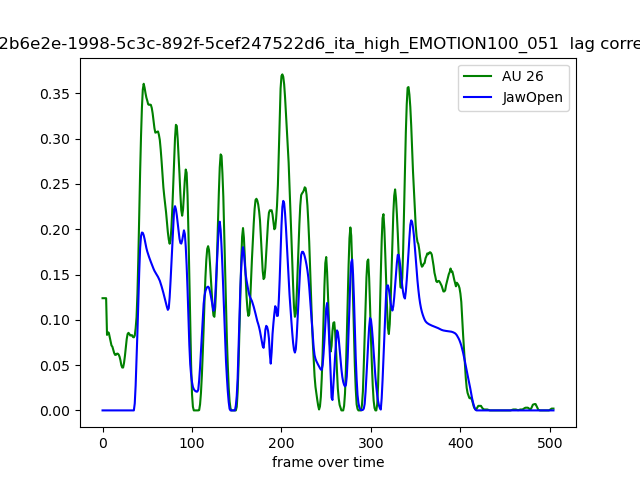 2b6e2e-1998-5c3c-892f-5cef247522d6_ita_high_EMOTION100_051 lag corre
AU 26
JawOpen
0.35
0.30
0.25
0.20
0.15
0.10
0.05
0.00
0 100 200 300 400 500
frame over time